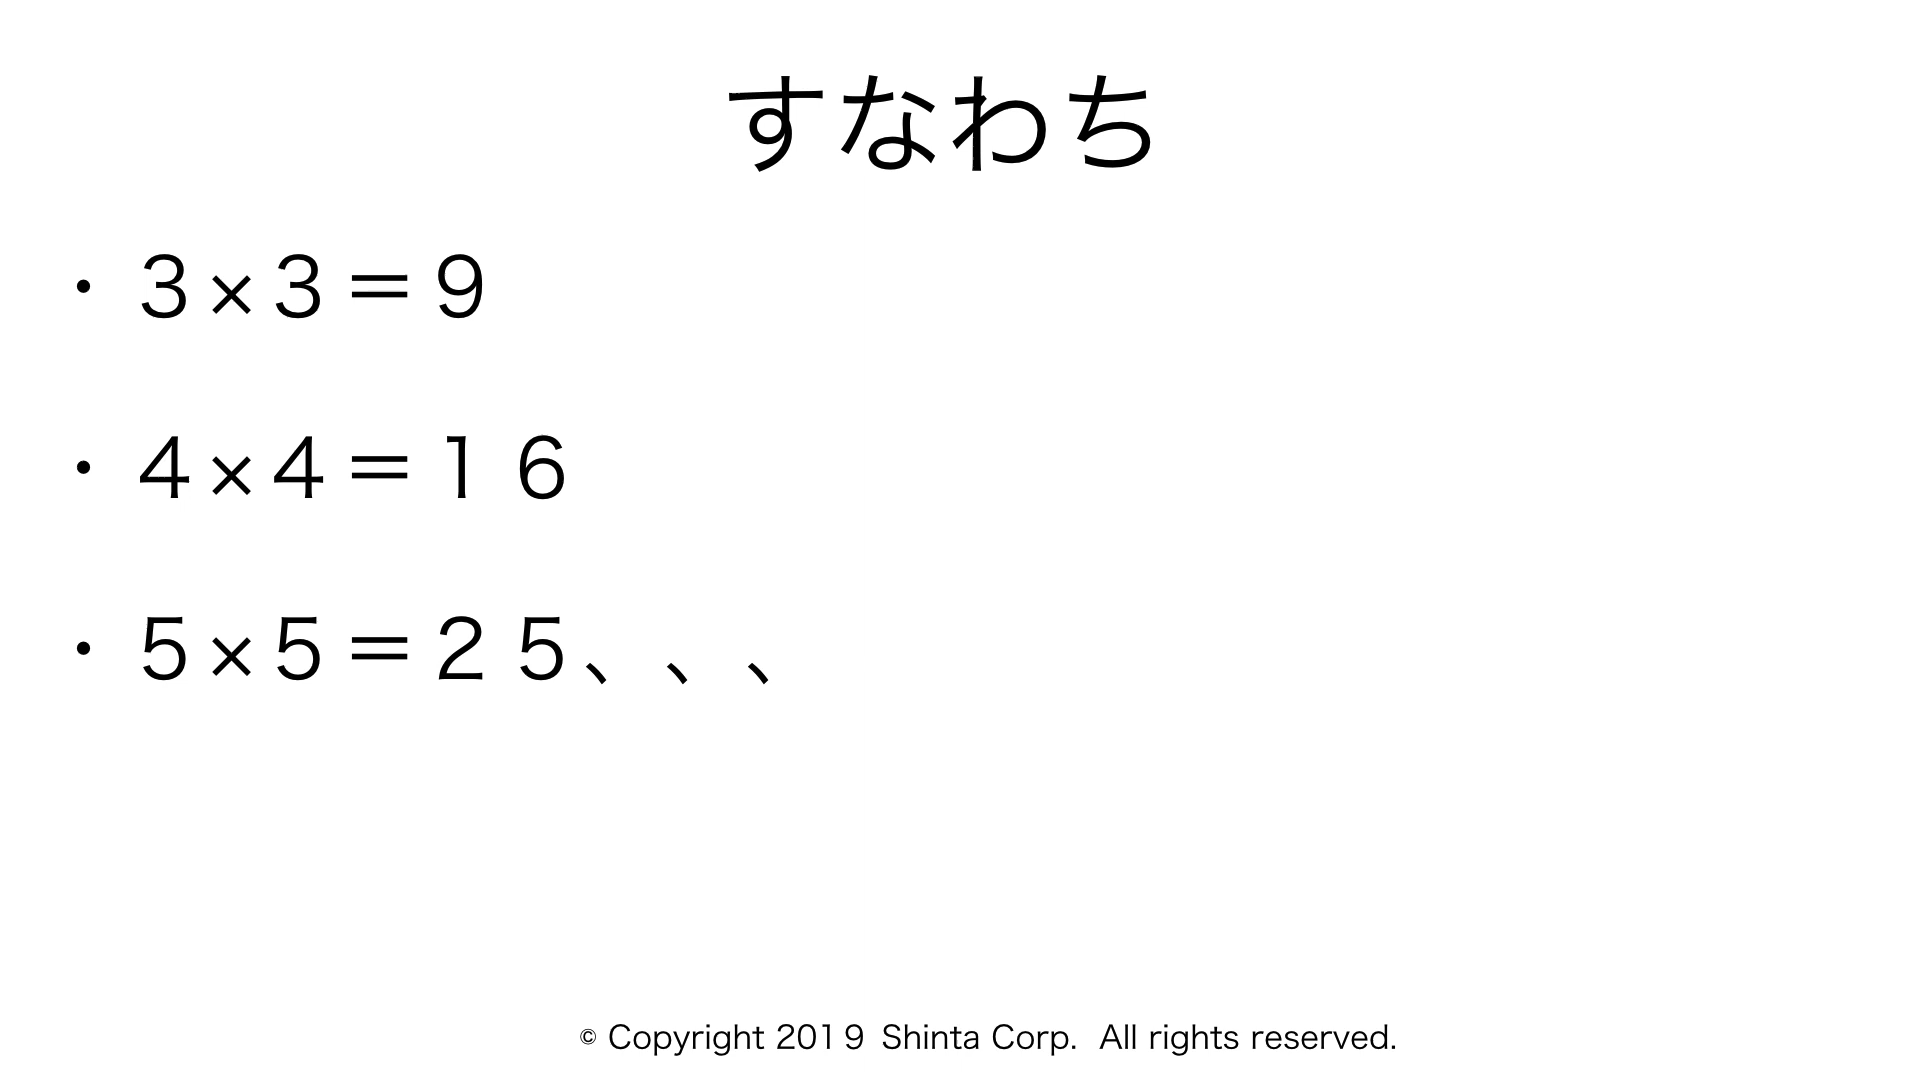 すなわち
・３×３＝９
・４×４＝１６
・５×５＝２５、、、
© Copyright 201９ Shinta Corp.  All rights reserved.